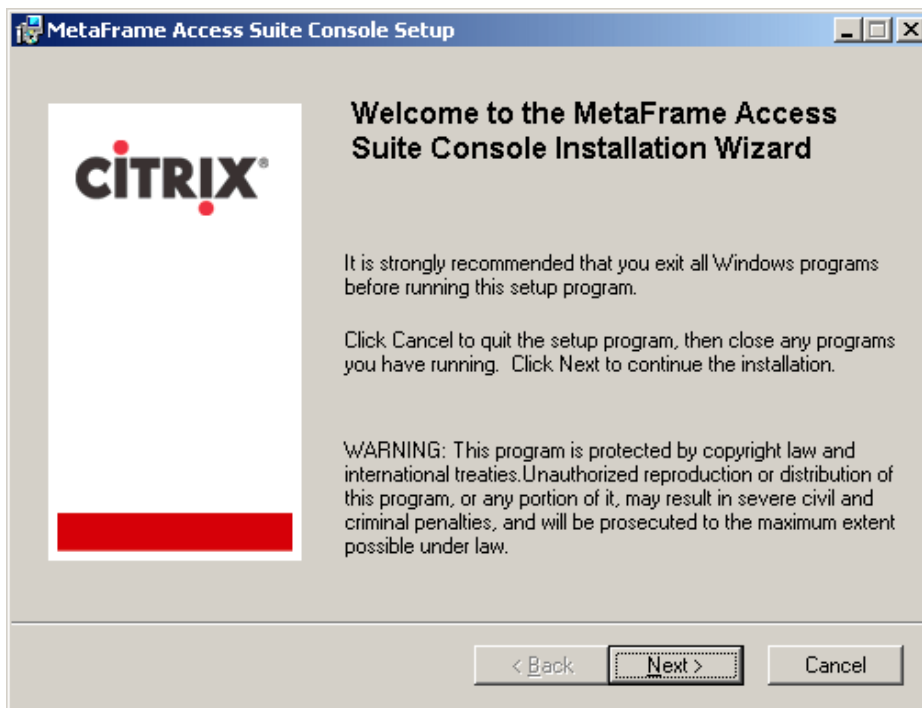 MetaFrame Access Suite Console Setup
CİTRIX®
Welcome to the MetaFrame Access
Suite Console Installation Wizard
It is strongly recommended that you exit all Windows programs
before running this setup program.
Click Cancel to quit the setup program, then close any programs
you have running.  Click Next to continue the installation.
WARNING: This program is protected by copyright law and
international treaties.Unauthorized reproduction or distribution of
this program, or any portion of it, may result in severe civil and
criminal penalties, and will be prosecuted to the maximum extent
possible under law.
< Back
Next >
Cancel